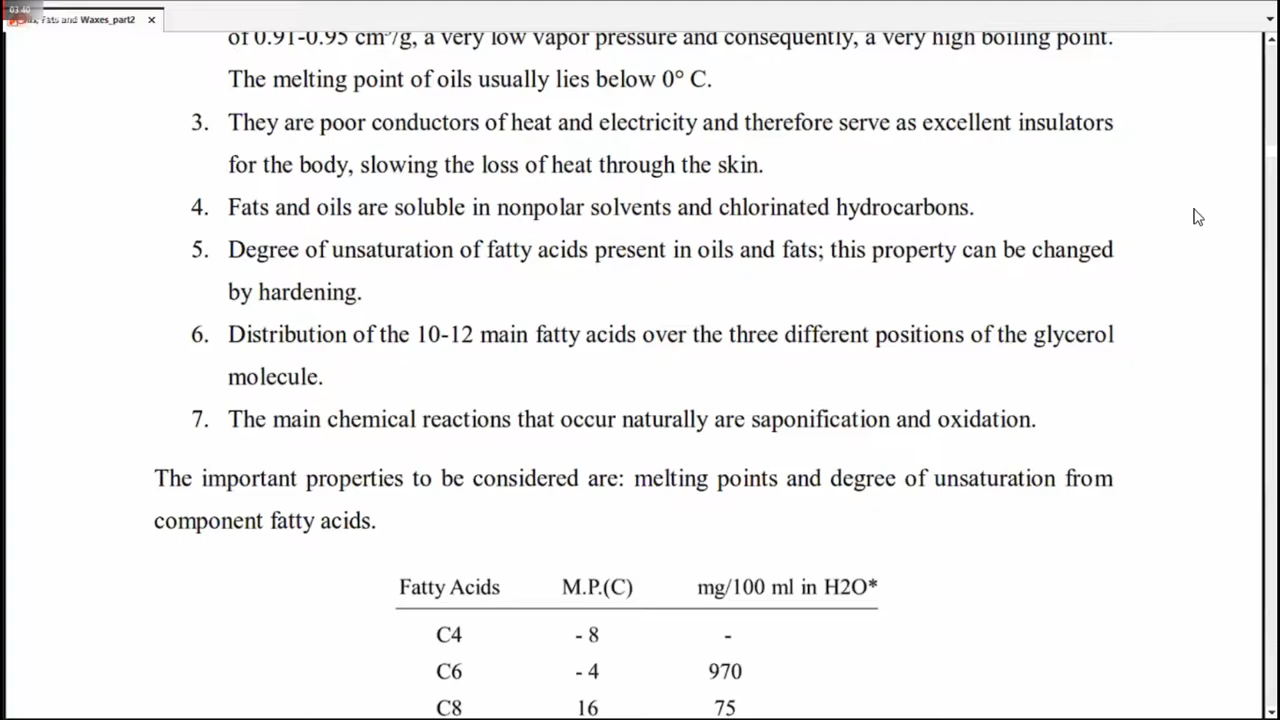 03:40
Fats and Waxes_part2
of 0.91-0.95 cm³/g, a very low vapor pressure and consequently, a very high boiling point.
The melting point of oils usually lies below 0° C.
3. They are poor conductors of heat and electricity and therefore serve as excellent insulators
for the body, slowing the loss of heat through the skin.
4. Fats and oils are soluble in nonpolar solvents and chlorinated hydrocarbons.
5. Degree of unsaturation of fatty acids present in oils and fats; this property can be changed
by hardening.
6. Distribution of the 10-12 main fatty acids over the three different positions of the glycerol
molecule.
7. The main chemical reactions that occur naturally are saponification and oxidation.
The important properties to be considered are: melting points and degree of unsaturation from
component fatty acids.
Fatty Acids M.P.(C) mg/100 ml in H2O*
C4 - 8 -
C6 - 4 970
C8 16 75